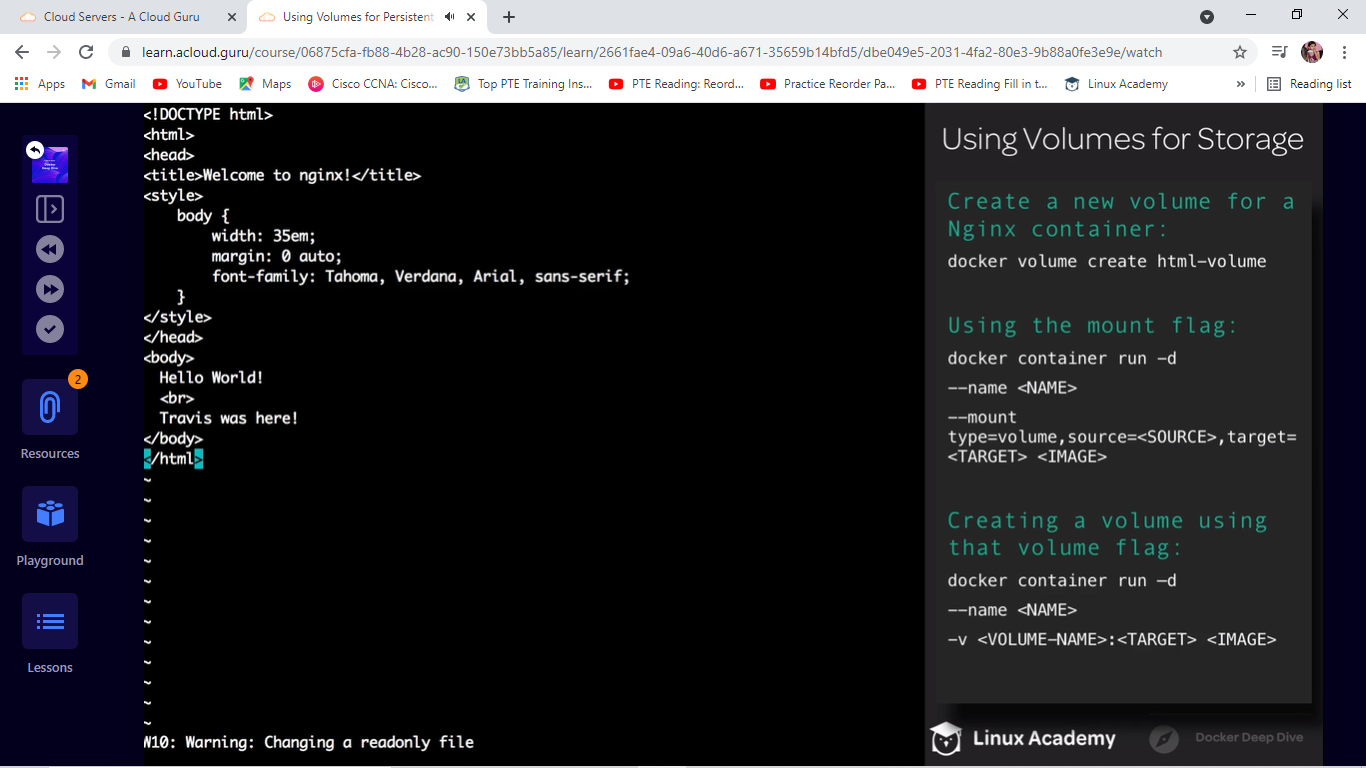 Cloud Servers - A Cloud Guru
Using Volumes for Persistent
learn.acloud.guru/course/06875cfa-fb88-4b28-ac90-150e73bb5a85/learn/2661fae4-09a6-40d6-a671-35659b14bfd5/dbe049e5-2031-4fa2-80e3-9b88a0fe3e9e/watch
Apps
Gmail
YouTube
Maps
Cisco CCNA: Cisco...
Top PTE Training Ins...
PTE Reading: Reord...
Practice Reorder Pa...
PTE Reading Fill in t...
Linux Academy
»
Reading list
Docker
Deep Dive
2
Resources
Playground
Lessons
<!DOCTYPE html>
<html>
<head>
<title>Welcome to nginx!</title>
<style>
    body {
        width: 35em;
        margin: 0 auto;
        font-family: Tahoma, Verdana, Arial, sans-serif;
    }
</style>
</head>
<body>
  Hello World!
  <br>
  Travis was here!
</body>
</html>
~
~
~
~
~
~
~
~
~
~
~
~
~
W10: Warning: Changing a readonly file
Using Volumes for Storage
Create a new volume for a
Nginx container:
docker volume create html-volume
Using the mount flag:
docker container run –d
--name <NAME>
--mount
type=volume,source=<SOURCE>,target=
<TARGET> <IMAGE>
Creating a volume using
that volume flag:
docker container run –d
--name <NAME>
-v <VOLUME-NAME>:<TARGET> <IMAGE>
Linux Academy
Docker Deep Dive